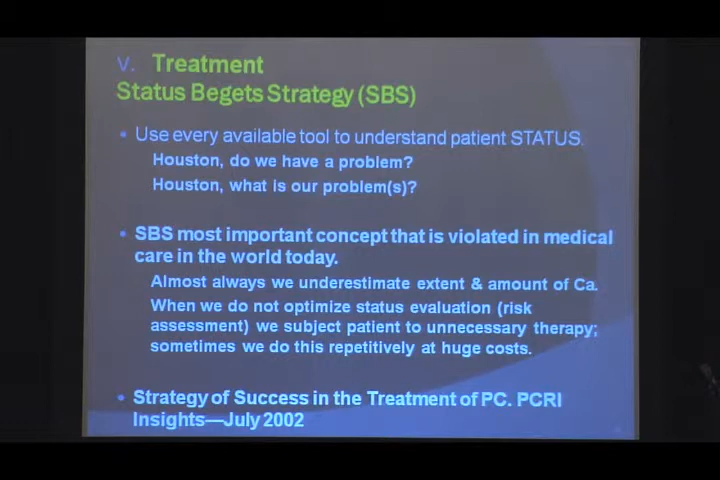 V. Treatment
Status Begets Strategy (SBS)
• Use every available tool to understand patient STATUS.
Houston, do we have a problem?
Houston, what is our problem(s)?
• SBS most important concept that is violated in medical
care in the world today.
Almost always we underestimate extent & amount of Ca.
When we do not optimize status evaluation (risk
assessment) we subject patient to unnecessary therapy;
sometimes we do this repetitively at huge costs.
• Strategy of Success in the Treatment of PC. PCRI
Insights—July 2002